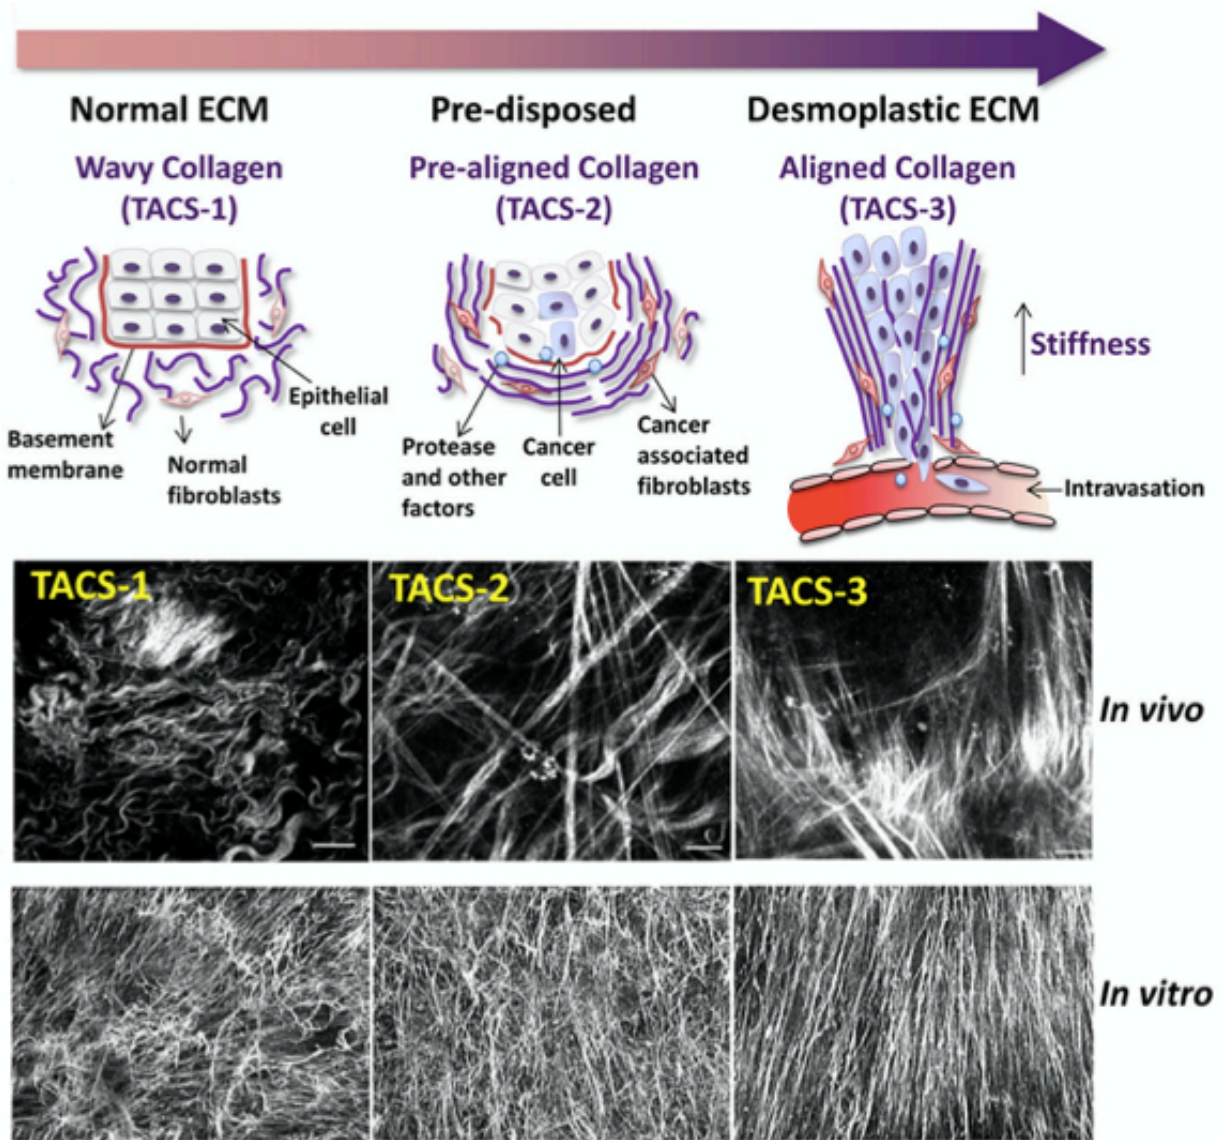 Normal ECM
Pre-disposed
Desmoplastic ECM
Wavy Collagen
(TACS-1)
Pre-aligned Collagen
(TACS-2)
Aligned Collagen
(TACS-3)
Stiffness
Epithelial
cell
Basement
membrane
Normal
fibroblasts
Protease
and other
factors
Cancer
cell
Cancer
associated
fibroblasts
Intravasation
TACS-1
TACS-2
TACS-3
In vivo
In vitro